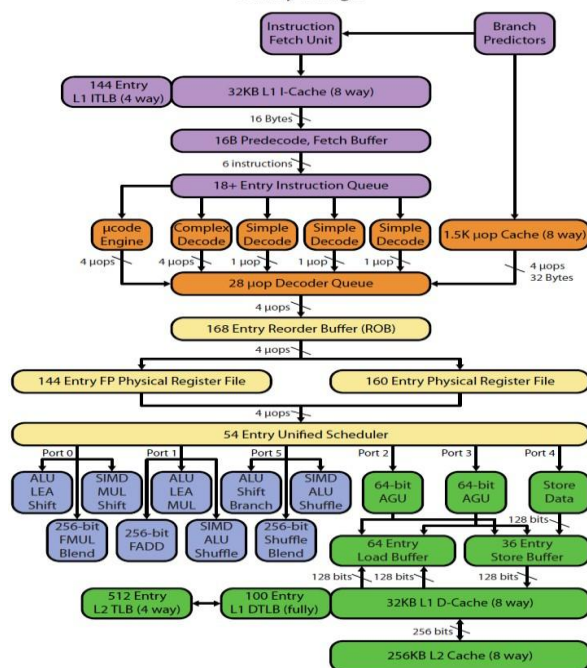 Instruction
Fetch Unit
Branch
Predictors
144 Entry
L1 ITLB (4 way)
32KB L1 I-Cache (8 way)
16 Bytes
16B Predecode, Fetch Buffer
6 instructions
18+ Entry Instruction Queue
µcode
Engine
Complex
Decode
Simple
Decode
Simple
Decode
Simple
Decode
1.5K µop Cache (8 way)
4 µops
4 µops
1 µop
1 µop
1 µop
4 µops
32 Bytes
28 µop Decoder Queue
4 µops
168 Entry Reorder Buffer (ROB)
4 µops
144 Entry FP Physical Register File
160 Entry Physical Register File
4 µops
54 Entry Unified Scheduler
Port 0
Port 1
Port 5
Port 2
Port 3
Port 4
ALU
LEA
Shift
SIMD
MUL
Shift
ALU
LEA
MUL
ALU
Shift
Branch
SIMD
ALU
Shuffle
64-bit
AGU
64-bit
AGU
Store
Data
256-bit
FMUL
Blend
256-bit
FADD
SIMD
ALU
Shuffle
256-bit
Shuffle
Blend
128 bits
64 Entry
Load Buffer
36 Entry
Store Buffer
128 bits
128 bits
128 bits
512 Entry
L2 TLB (4 way)
100 Entry
L1 DTLB (fully)
32KB L1 D-Cache (8 way)
256 bits
256KB L2 Cache (8 way)